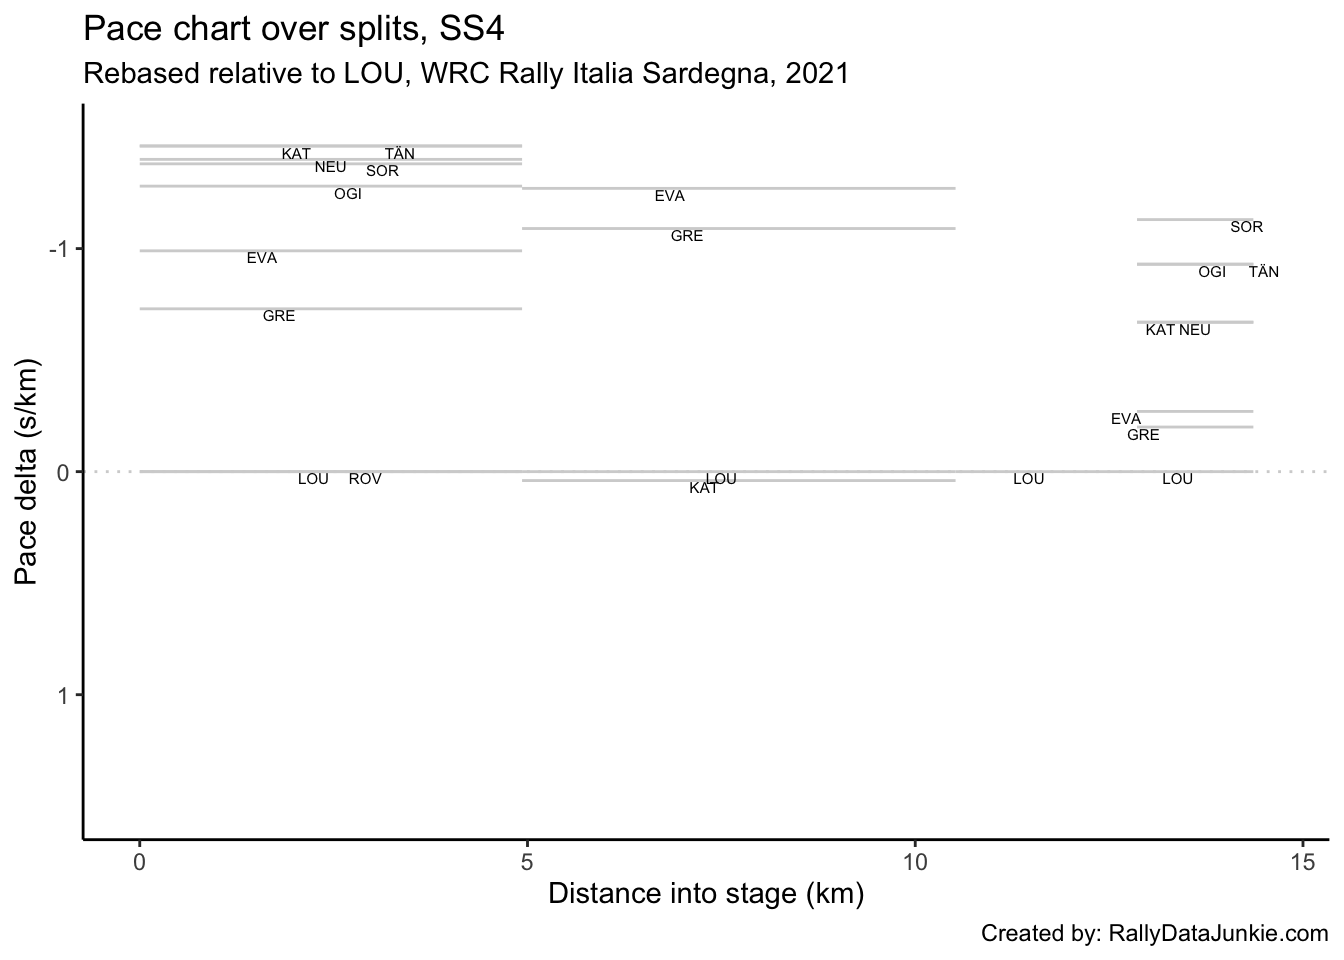 Pace chart over splits, SS4
Rebased relative to LOU, WRC Rally Italia Sardegna, 2021
KAT TÄN
NEU SOR
OGI
EVA
GRE
EVA
GRE
SOR
OGI TÄN
KAT NEU
EVA
GRE
LOU ROV LOU LOU LOU
KAT
-1
0
1
Pace delta (s/km)
0 5 10 15
Distance into stage (km)
Created by: RallyDataJunkie.com